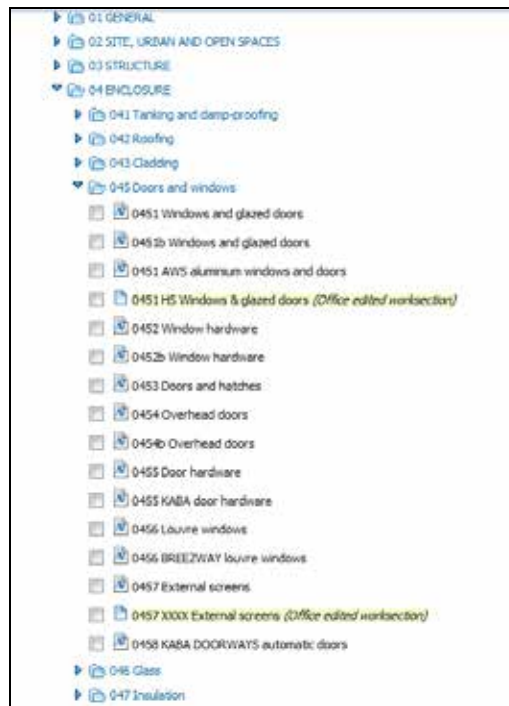 01 GENERAL
02 SITE, URBAN AND OPEN SPACES
03 STRUCTURE
04 ENCLOSURE
041 Tanking and damp-proofing
042 Roofing
043 Cladding
045 Doors and windows
0451 Windows and glazed doors
0451b Windows and glazed doors
0451 AWS aluminium windows and doors
0451 HS Windows & glazed doors (Office edited worksection)
0452 Window hardware
0452b Window hardware
0453 Doors and hatches
0454 Overhead doors
0454b Overhead doors
0455 Door hardware
0455 KABA door hardware
0456 Louvre windows
0456 BREEZWAY louvre windows
0457 External screens
0457 XXXX External screens (Office edited worksection)
0458 KABA DOORWAYS automatic doors
046 Glass
047 Insulation